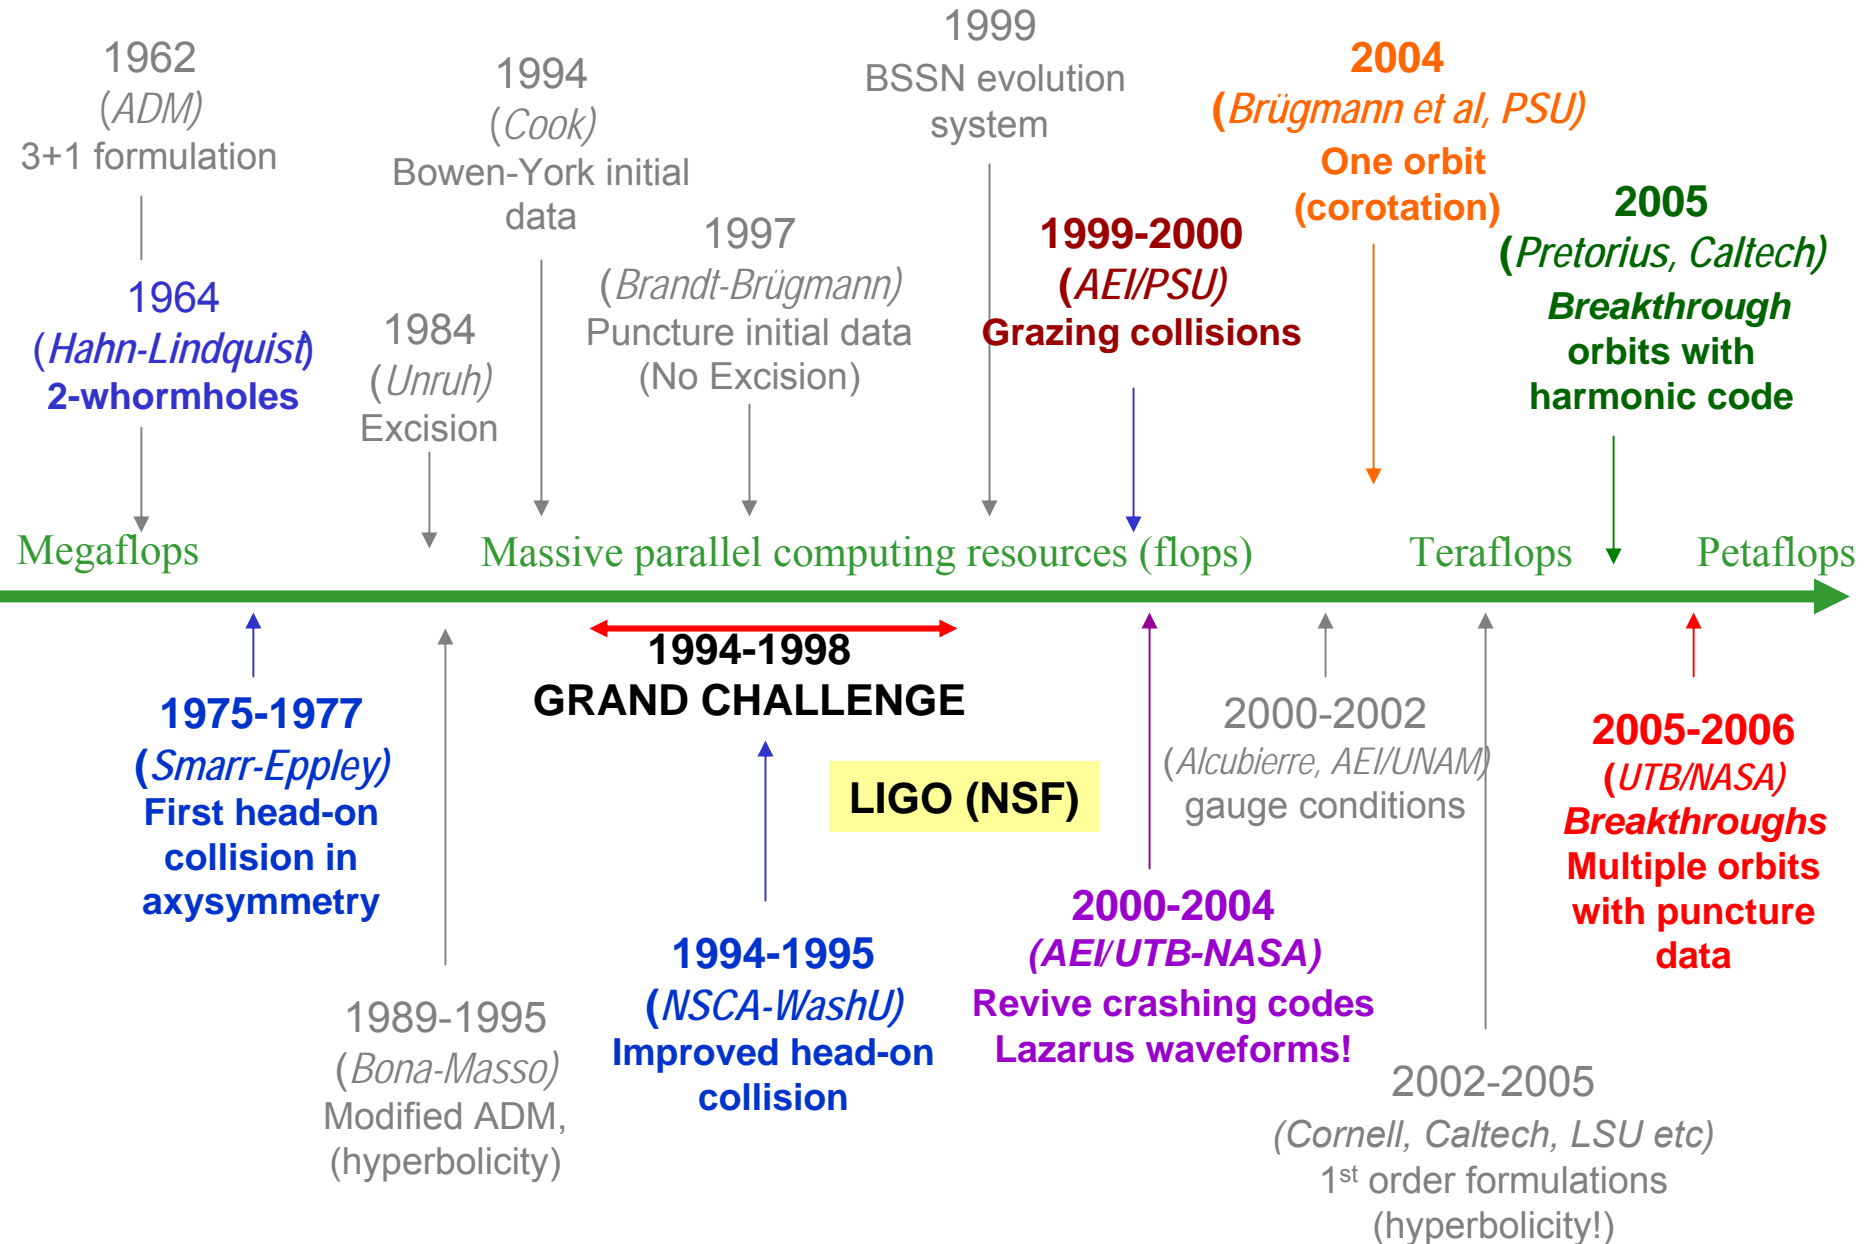 1962
(ADM)
3+1 formulation
1964
(Hahn-Lindquist)
2-whormholes
1984
(Unruh)
Excision
1994
(Cook)
Bowen-York initial
data
1997
(Brandt-Brügmann)
Puncture initial data
(No Excision)
1999
BSSN evolution
system
1999-2000
(AEI/PSU)
Grazing collisions
2004
(Brügmann et al, PSU)
One orbit
(corotation)
2005
(Pretorius, Caltech)
Breakthrough
orbits with
harmonic code
Megaflops
Massive parallel computing resources (flops)
Teraflops
Petaflops
1975-1977
(Smarr-Eppley)
First head-on
collision in
axysymmetry
1989-1995
(Bona-Masso)
Modified ADM,
(hyperbolicity)
1994-1998
GRAND CHALLENGE
LIGO (NSF)
1994-1995
(NSCA-WashU)
Improved head-on
collision
2000-2004
(AEI/UTB-NASA)
Revive crashing codes
Lazarus waveforms!
2000-2002
(Alcubierre, AEI/UNAM)
gauge conditions
2002-2005
(Cornell, Caltech, LSU etc)
1st order formulations
(hyperbolicity!)
2005-2006
(UTB/NASA)
Breakthroughs
Multiple orbits
with puncture
data